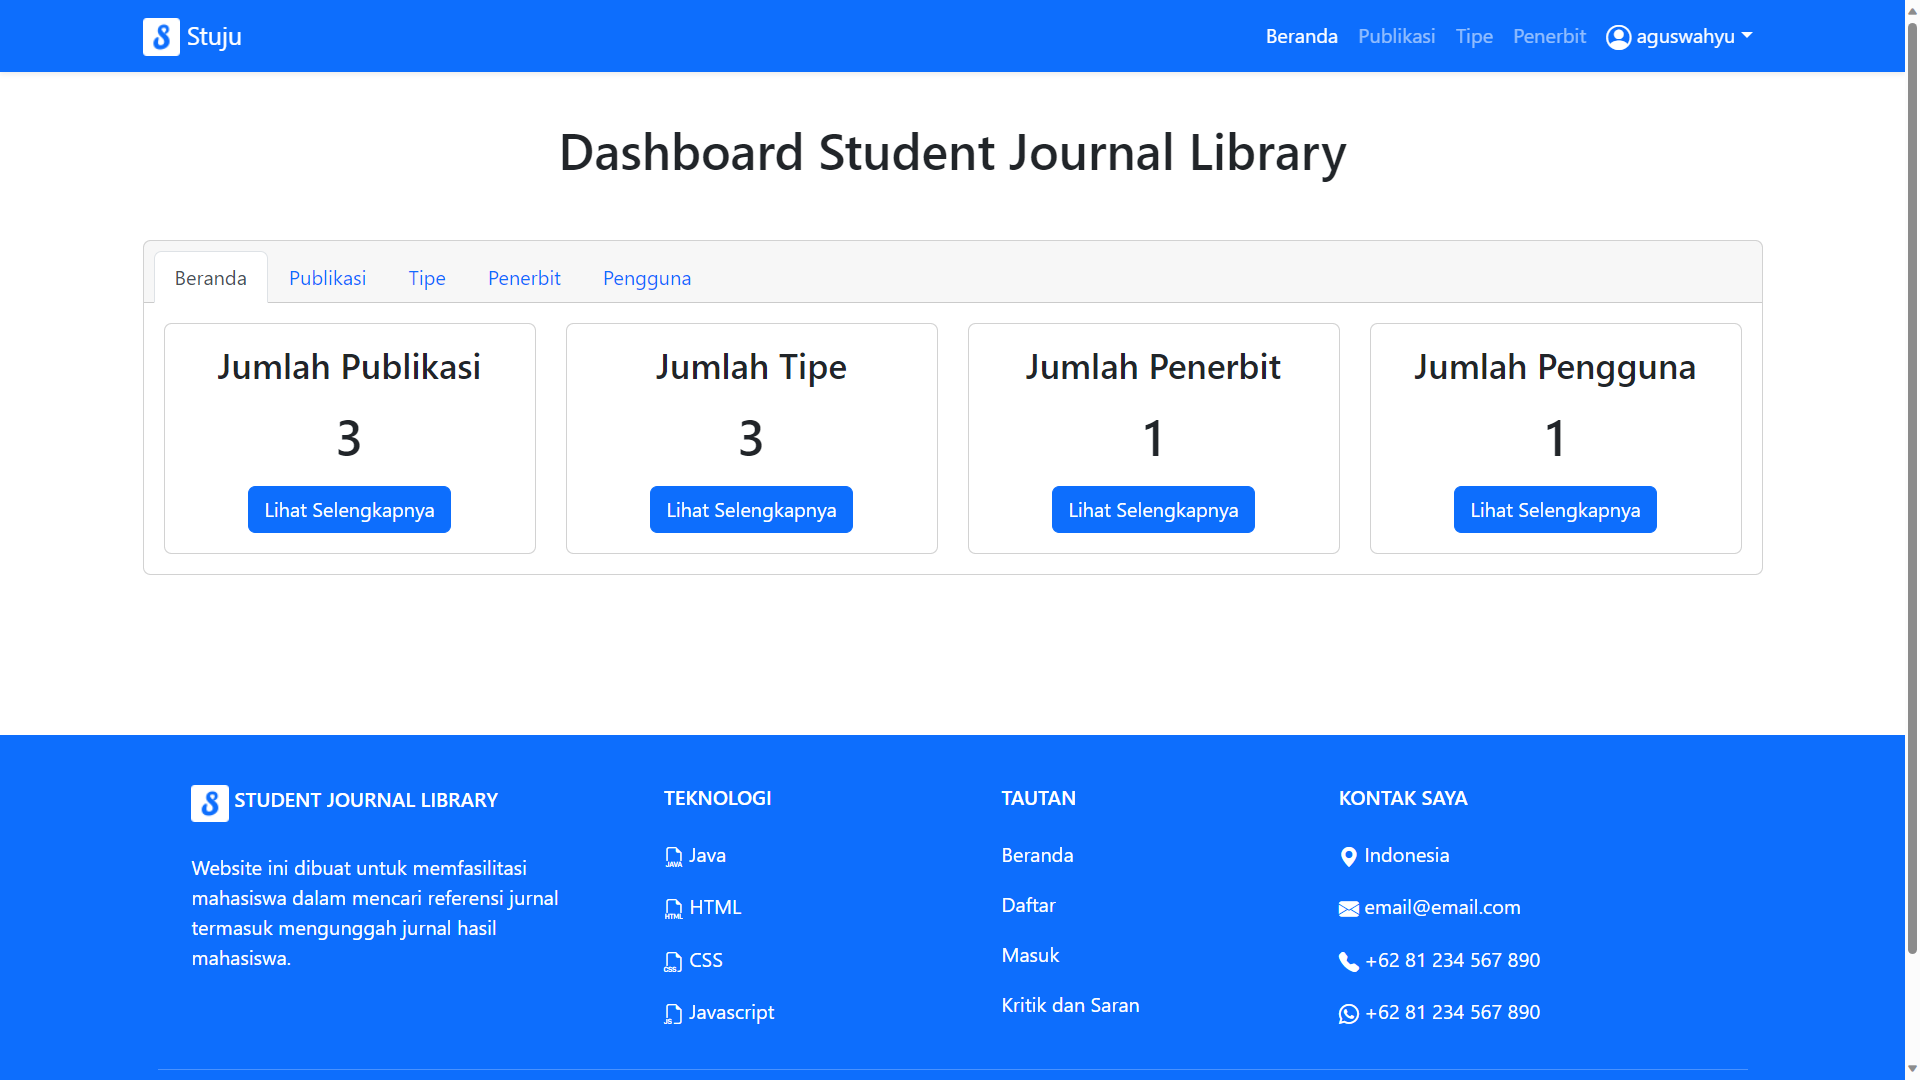 Stuju
Beranda Publikasi Tipe Penerbit aguswahyu
Dashboard Student Journal Library
Beranda Publikasi Tipe Penerbit Pengguna
Jumlah Publikasi
3
Lihat Selengkapnya
Jumlah Tipe
3
Lihat Selengkapnya
Jumlah Penerbit
1
Lihat Selengkapnya
Jumlah Pengguna
1
Lihat Selengkapnya
STUDENT JOURNAL LIBRARY
Website ini dibuat untuk memfasilitasi
mahasiswa dalam mencari referensi jurnal
termasuk mengunggah jurnal hasil
mahasiswa.
TEKNOLOGI
JAVA Java
HTML HTML
CSS CSS
JS Javascript
TAUTAN
Beranda
Daftar
Masuk
Kritik dan Saran
KONTAK SAYA
Indonesia
email@email.com
+62 81 234 567 890
+62 81 234 567 890